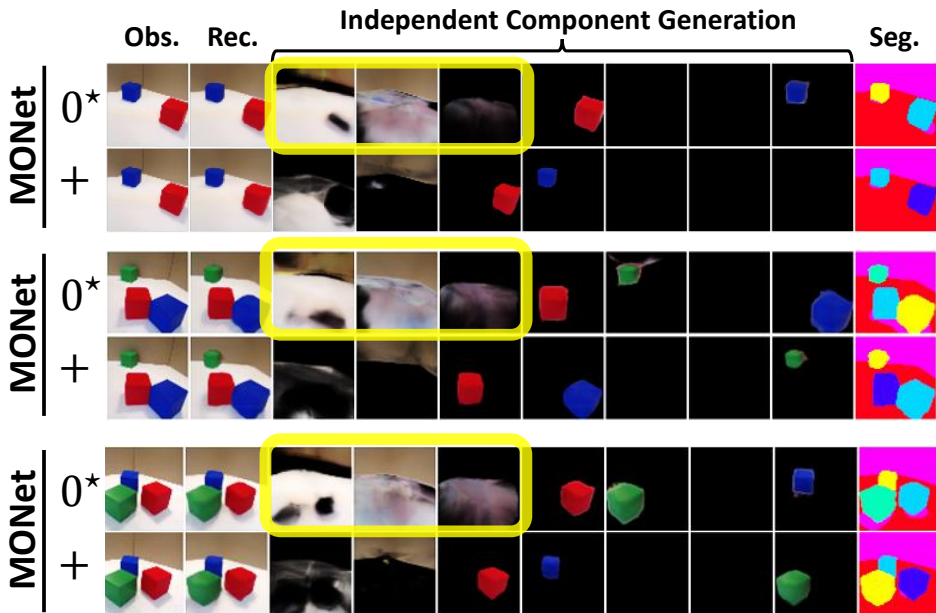 Independent Component Generation
Obs. Rec. Seg.
MONet
0*
+
MONet
0*
+
MONet
0*
+